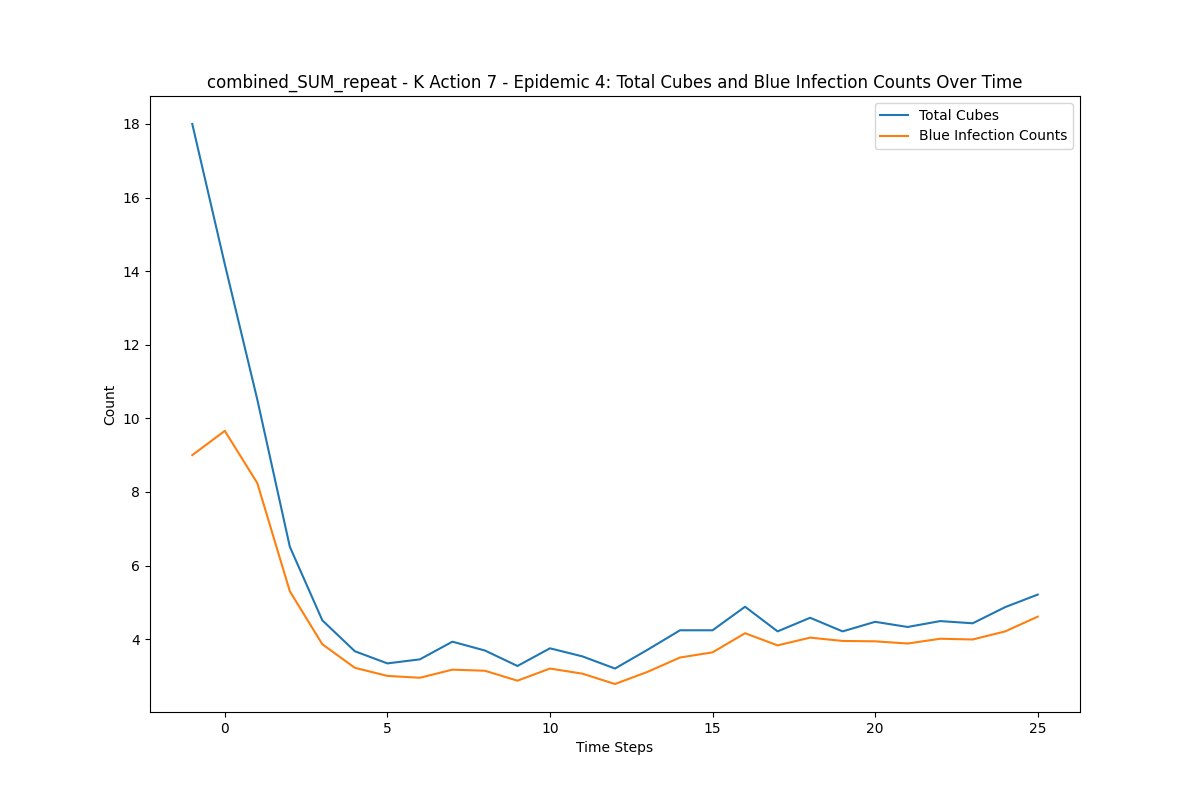 combined_SUM_repeat - K Action 7 - Epidemic 4: Total Cubes and Blue Infection Counts Over Time
Total Cubes
Blue Infection Counts
18
16
14
12
10
8
6
4
Count
0 5 10 15 20 25
Time Steps